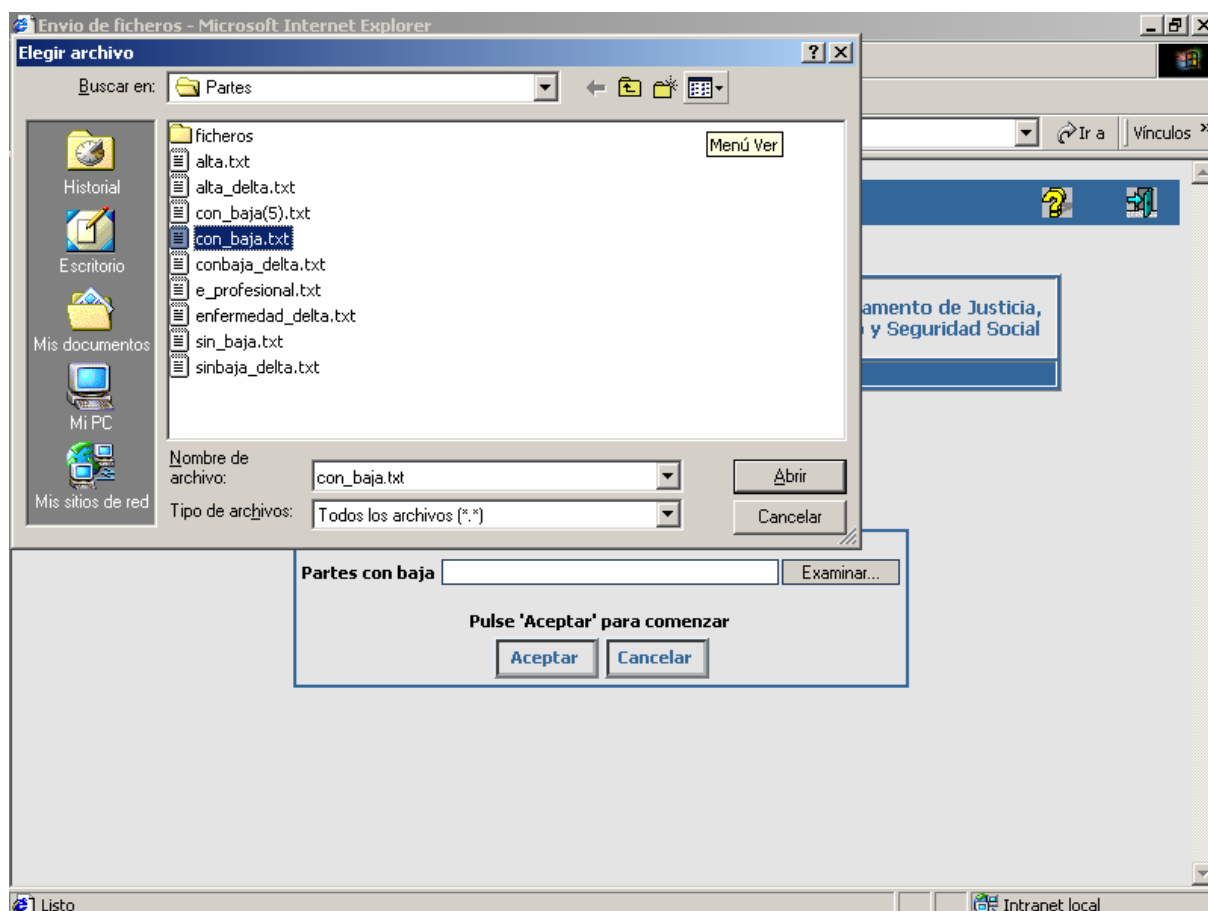 Envio de ficheros - Microsoft Internet Explorer
Elegir archivo
Buscar en:
Partes
Ir a
Vínculos
ficheros
Menú Ver
alta.txt
alta_delta.txt
con_baja(5).txt
con_baja.txt
conbaja_delta.txt
e_profesional.txt
enfermedad_delta.txt
sin_baja.txt
sinbaja_delta.txt
Historial
Escritorio
Mis documentos
Mi PC
Mis sitios de red
amento de Justicia,
y Seguridad Social
Nombre de
archivo:
con_baja.txt
Abrir
Tipo de archivos:
Todos los archivos (*.*)
Cancelar
Partes con baja
Examinar...
Pulse 'Aceptar' para comenzar
Aceptar
Cancelar
Listo
Intranet local